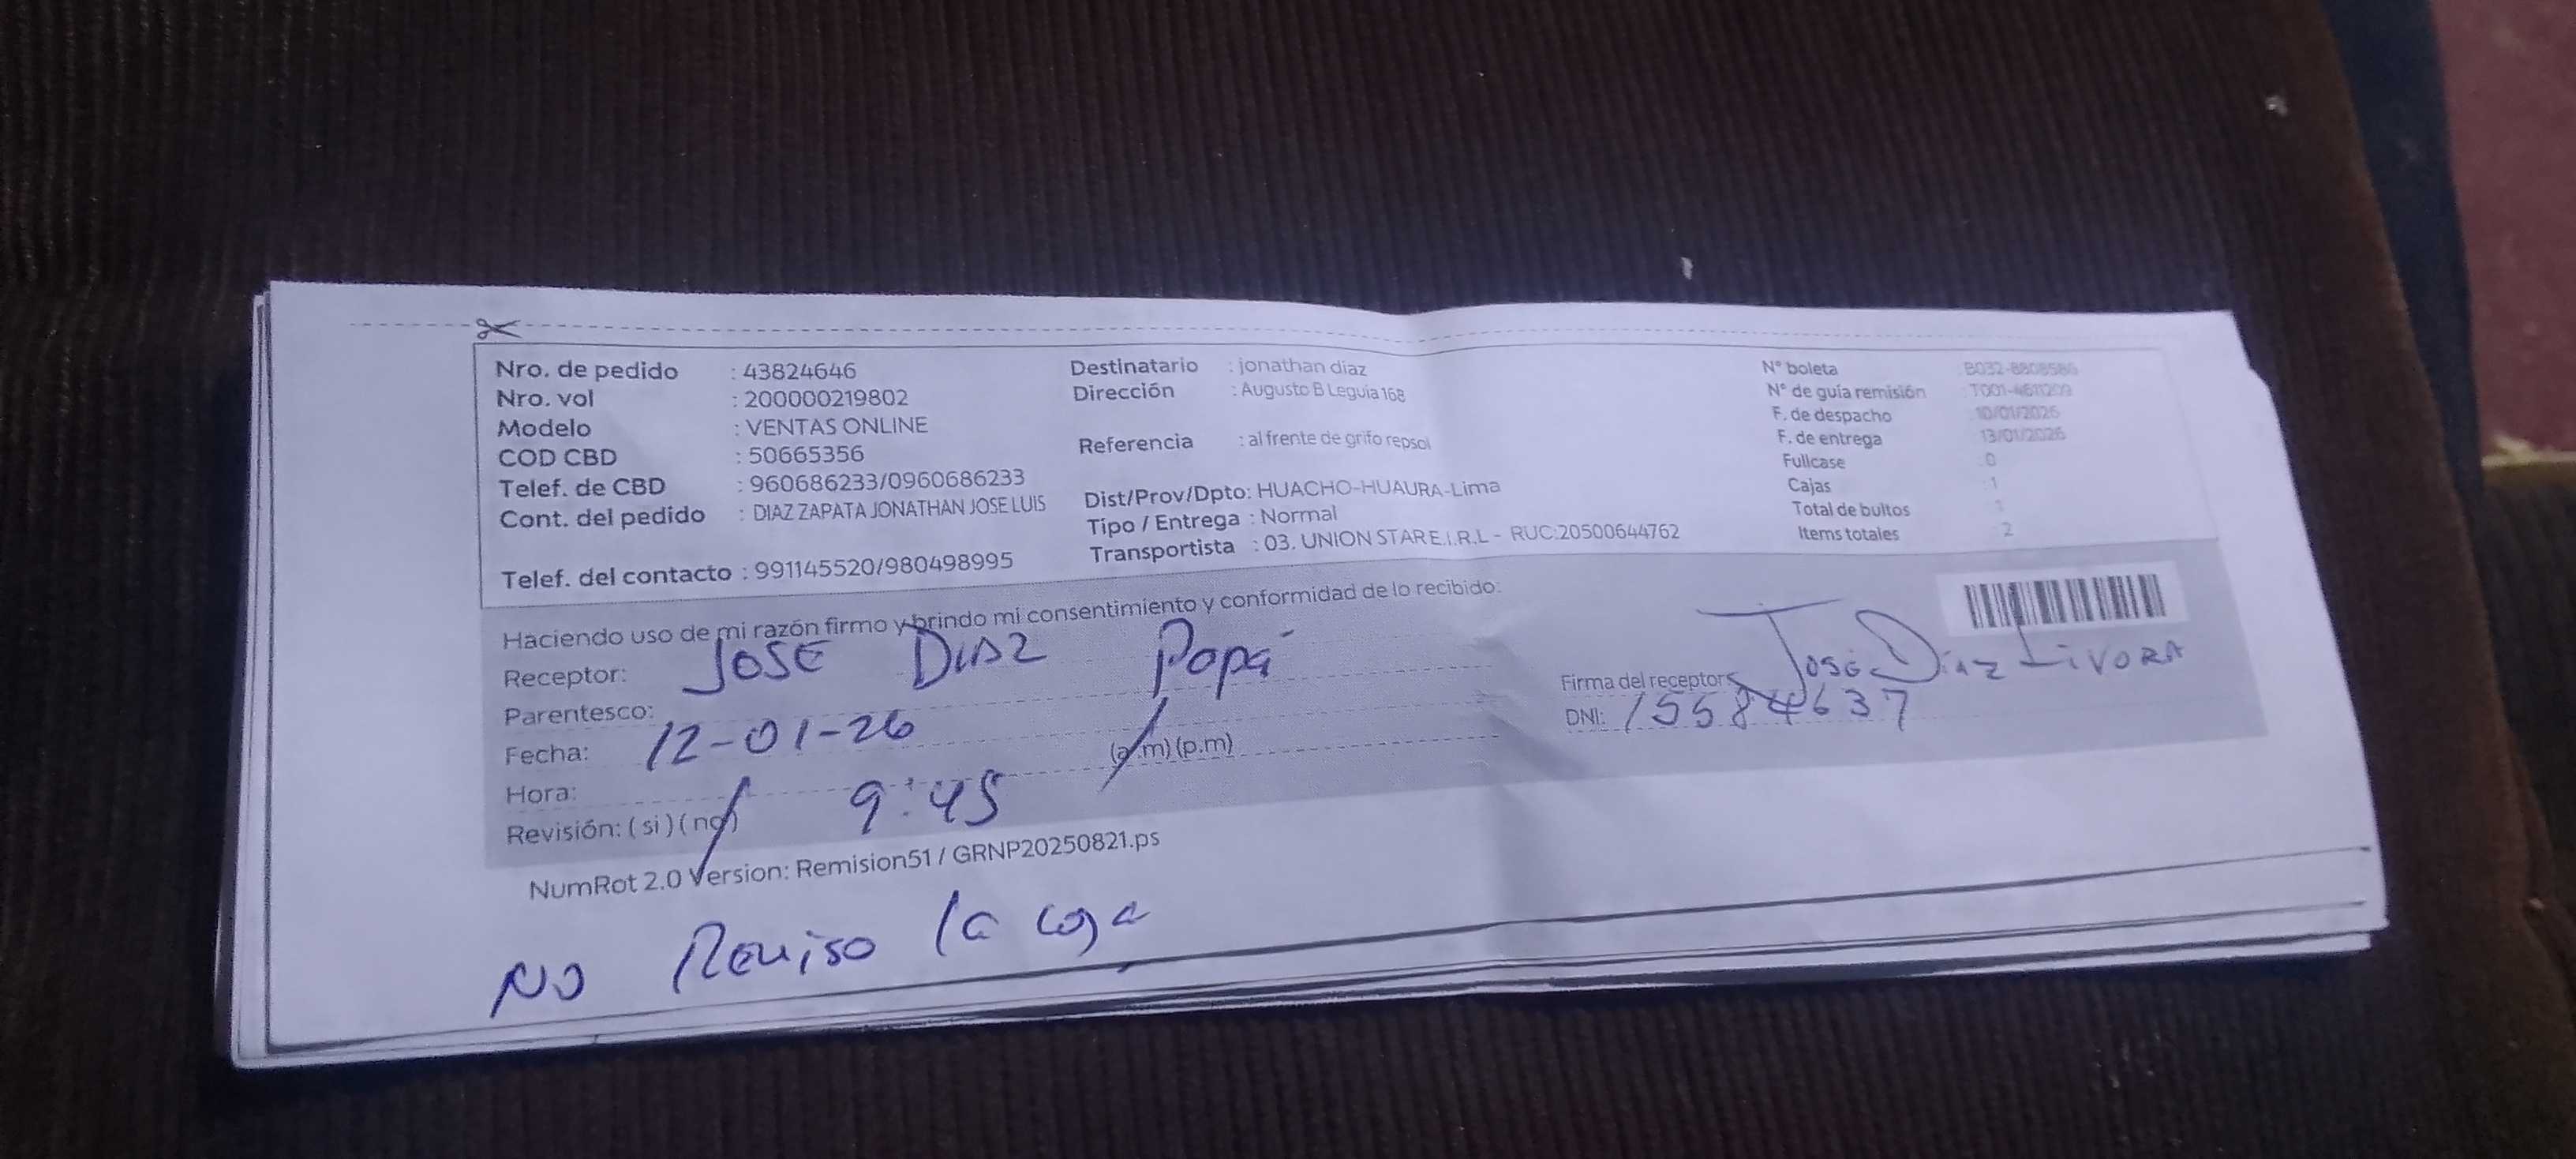 Nro. de pedido : 43824646
Nro. vol : 200000219802
Modelo : VENTAS ONLINE
COD CBD : 50665356
Telef. de CBD : 960686233/0960686233
Cont. del pedido : DIAZ ZAPATA JONATHAN JOSE LUIS
Telef. del contacto : 991145520/980498995
Destinatario : jonathan diaz
Dirección : Augusto B Leguia 168
Referencia : al frente de grifo repsol
Dist/Prov/Dpto: HUACHO-HUAURA-Lima
Tipo / Entrega : Normal
Transportista : 03. UNION STAR E.I.R.L - RUC:20500644762
N° boleta
N° de guía remisión
F. de despacho 10/01/2026
F. de entrega 13/01/2026
Fullcase 0
Cajas 1
Total de bultos 1
Items totales 2
Haciendo uso de mi razón firmo y brindo mi consentimiento y conformidad de lo recibido:
Receptor: JOSE DIAZ Papá
Parentesco:
Fecha: 12-01-26
Hora: 9:45 (a.m) (p.m)
Revisión: ( si ) ( no )
Firma del receptor: José Diaz
DNI: 15584637
NumRot 2.0 Version: Remision51 / GRNP20250821.ps
NO Reviso la caja